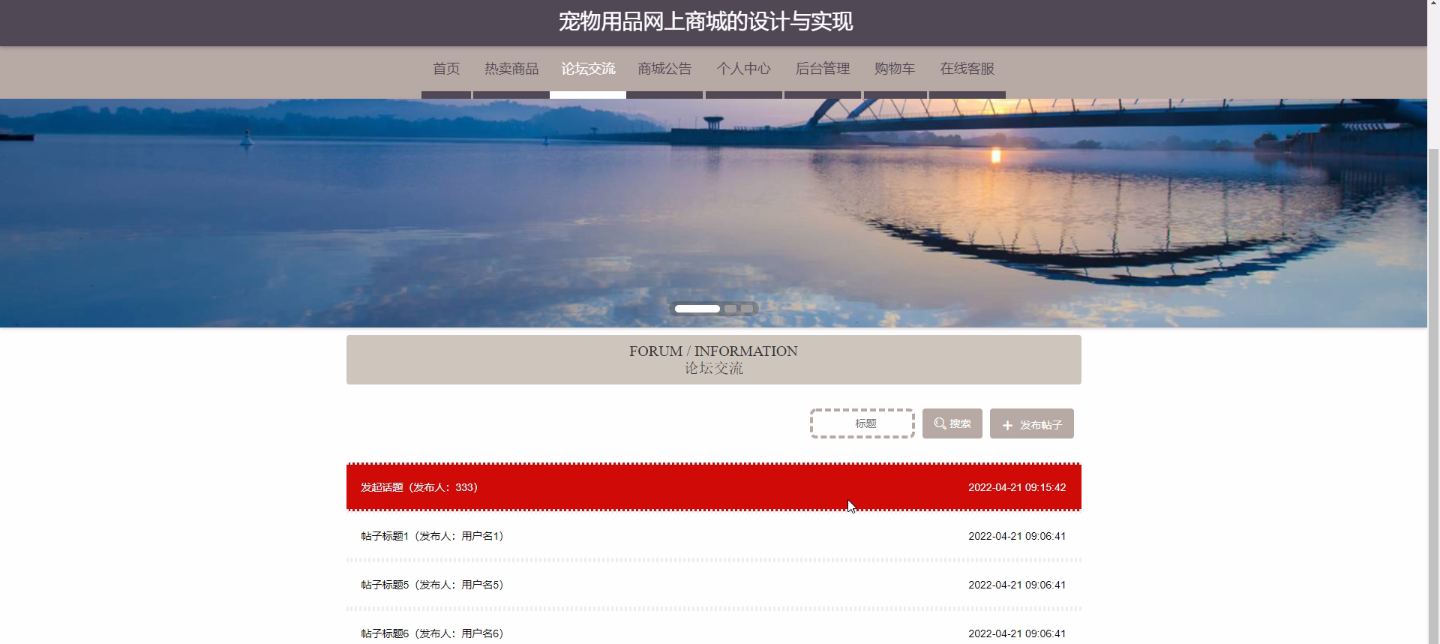 宠物用品网上商城的设计与实现
首页 热卖商品 论坛交流 商城公告 个人中心 后台管理 购物车 在线客服
FORUM / INFORMATION
论坛交流
标题 搜索 发布帖子
发起话题（发布人：333） 2022-04-21 09:15:42
帖子标题1（发布人：用户名1） 2022-04-21 09:06:41
帖子标题5（发布人：用户名5） 2022-04-21 09:06:41
帖子标题6（发布人：用户名6） 2022-04-21 09:06:41